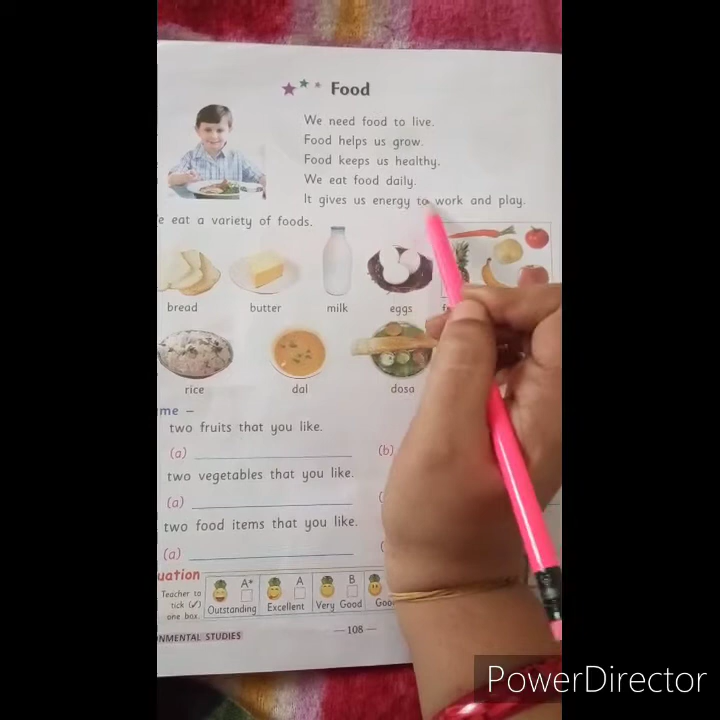 Food
We need food to live.
Food helps us grow.
Food keeps us healthy.
We eat food daily.
It gives us energy to work and play.
eat a variety of foods.
bread butter milk eggs
rice dal dosa
me –
two fruits that you like.
(a) (b)
two vegetables that you like.
(a)
two food items that you like.
(a)
uation
Teacher to
tick (✓)
one box.
A* A B
Outstanding Excellent Very Good Goo
NMENTAL STUDIES
—108—
PowerDirector